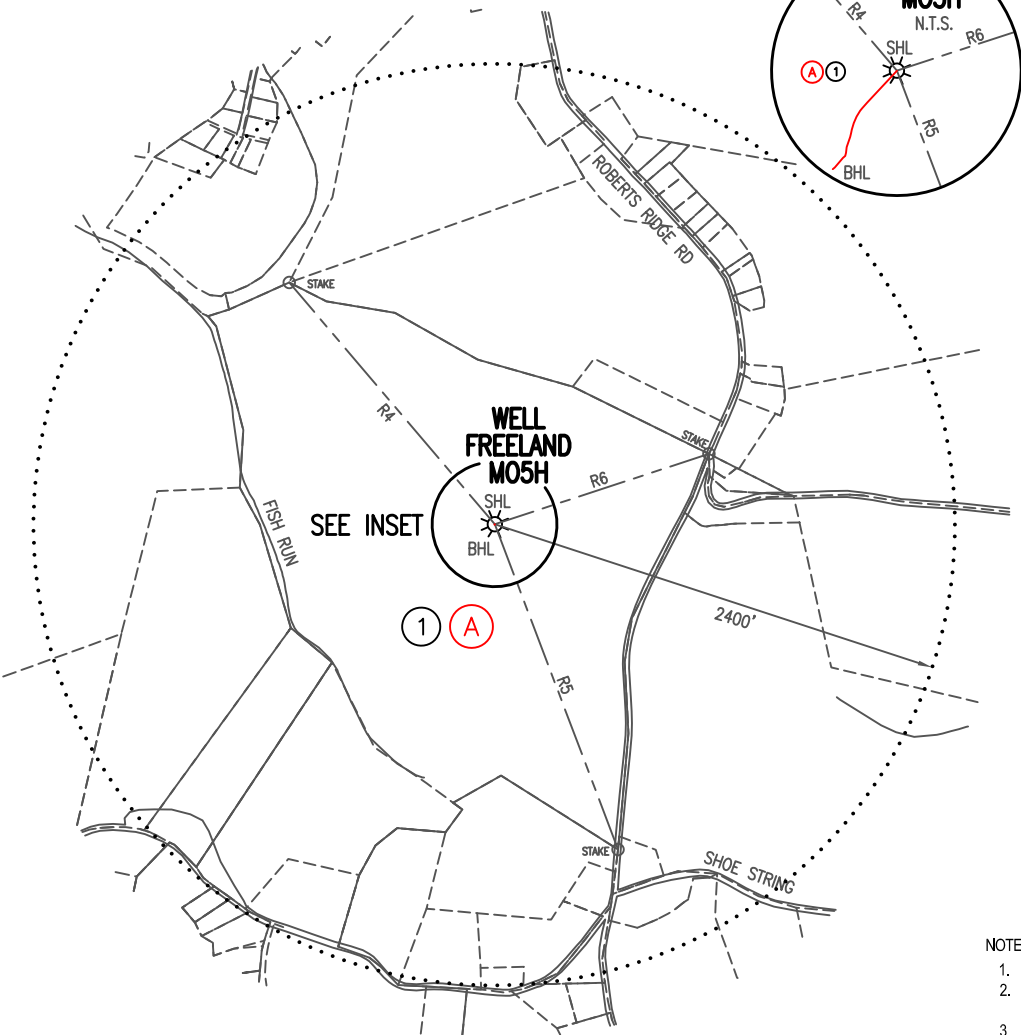 M05H
N.T.S.
R4
R6
SHL
A 1
R5
BHL
ROBERTS RIDGE RD
STAKE
R4
WELL
FREELAND
M05H
STAKE
R6
SHL
SEE INSET
BHL
FISH RUN
2400'
1 A
R5
STAKE
SHOE STRING
NOTE
1.
2.
3